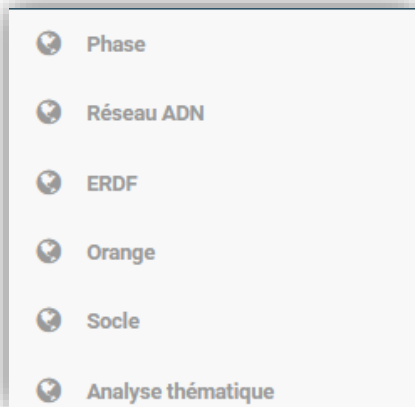 Phase
Réseau ADN
ERDF
Orange
Socle
Analyse thématique